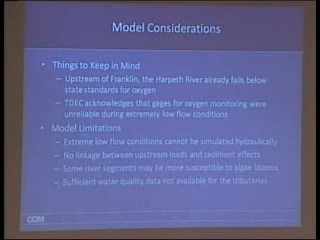 Model Considerations
• Things to Keep in Mind
– Upstream of Franklin, the Harpeth River already falls below
state standards for oxygen
– TDEC acknowledges that gages for oxygen monitoring were
unreliable during extremely low flow conditions
• Model Limitations
– Extreme low flow conditions cannot be simulated hydraulically
– No linkage between upstream loads and sediment effects
– Some river segments may be more susceptible to algae blooms
– Sufficient water quality data not available for the tributaries
CDM